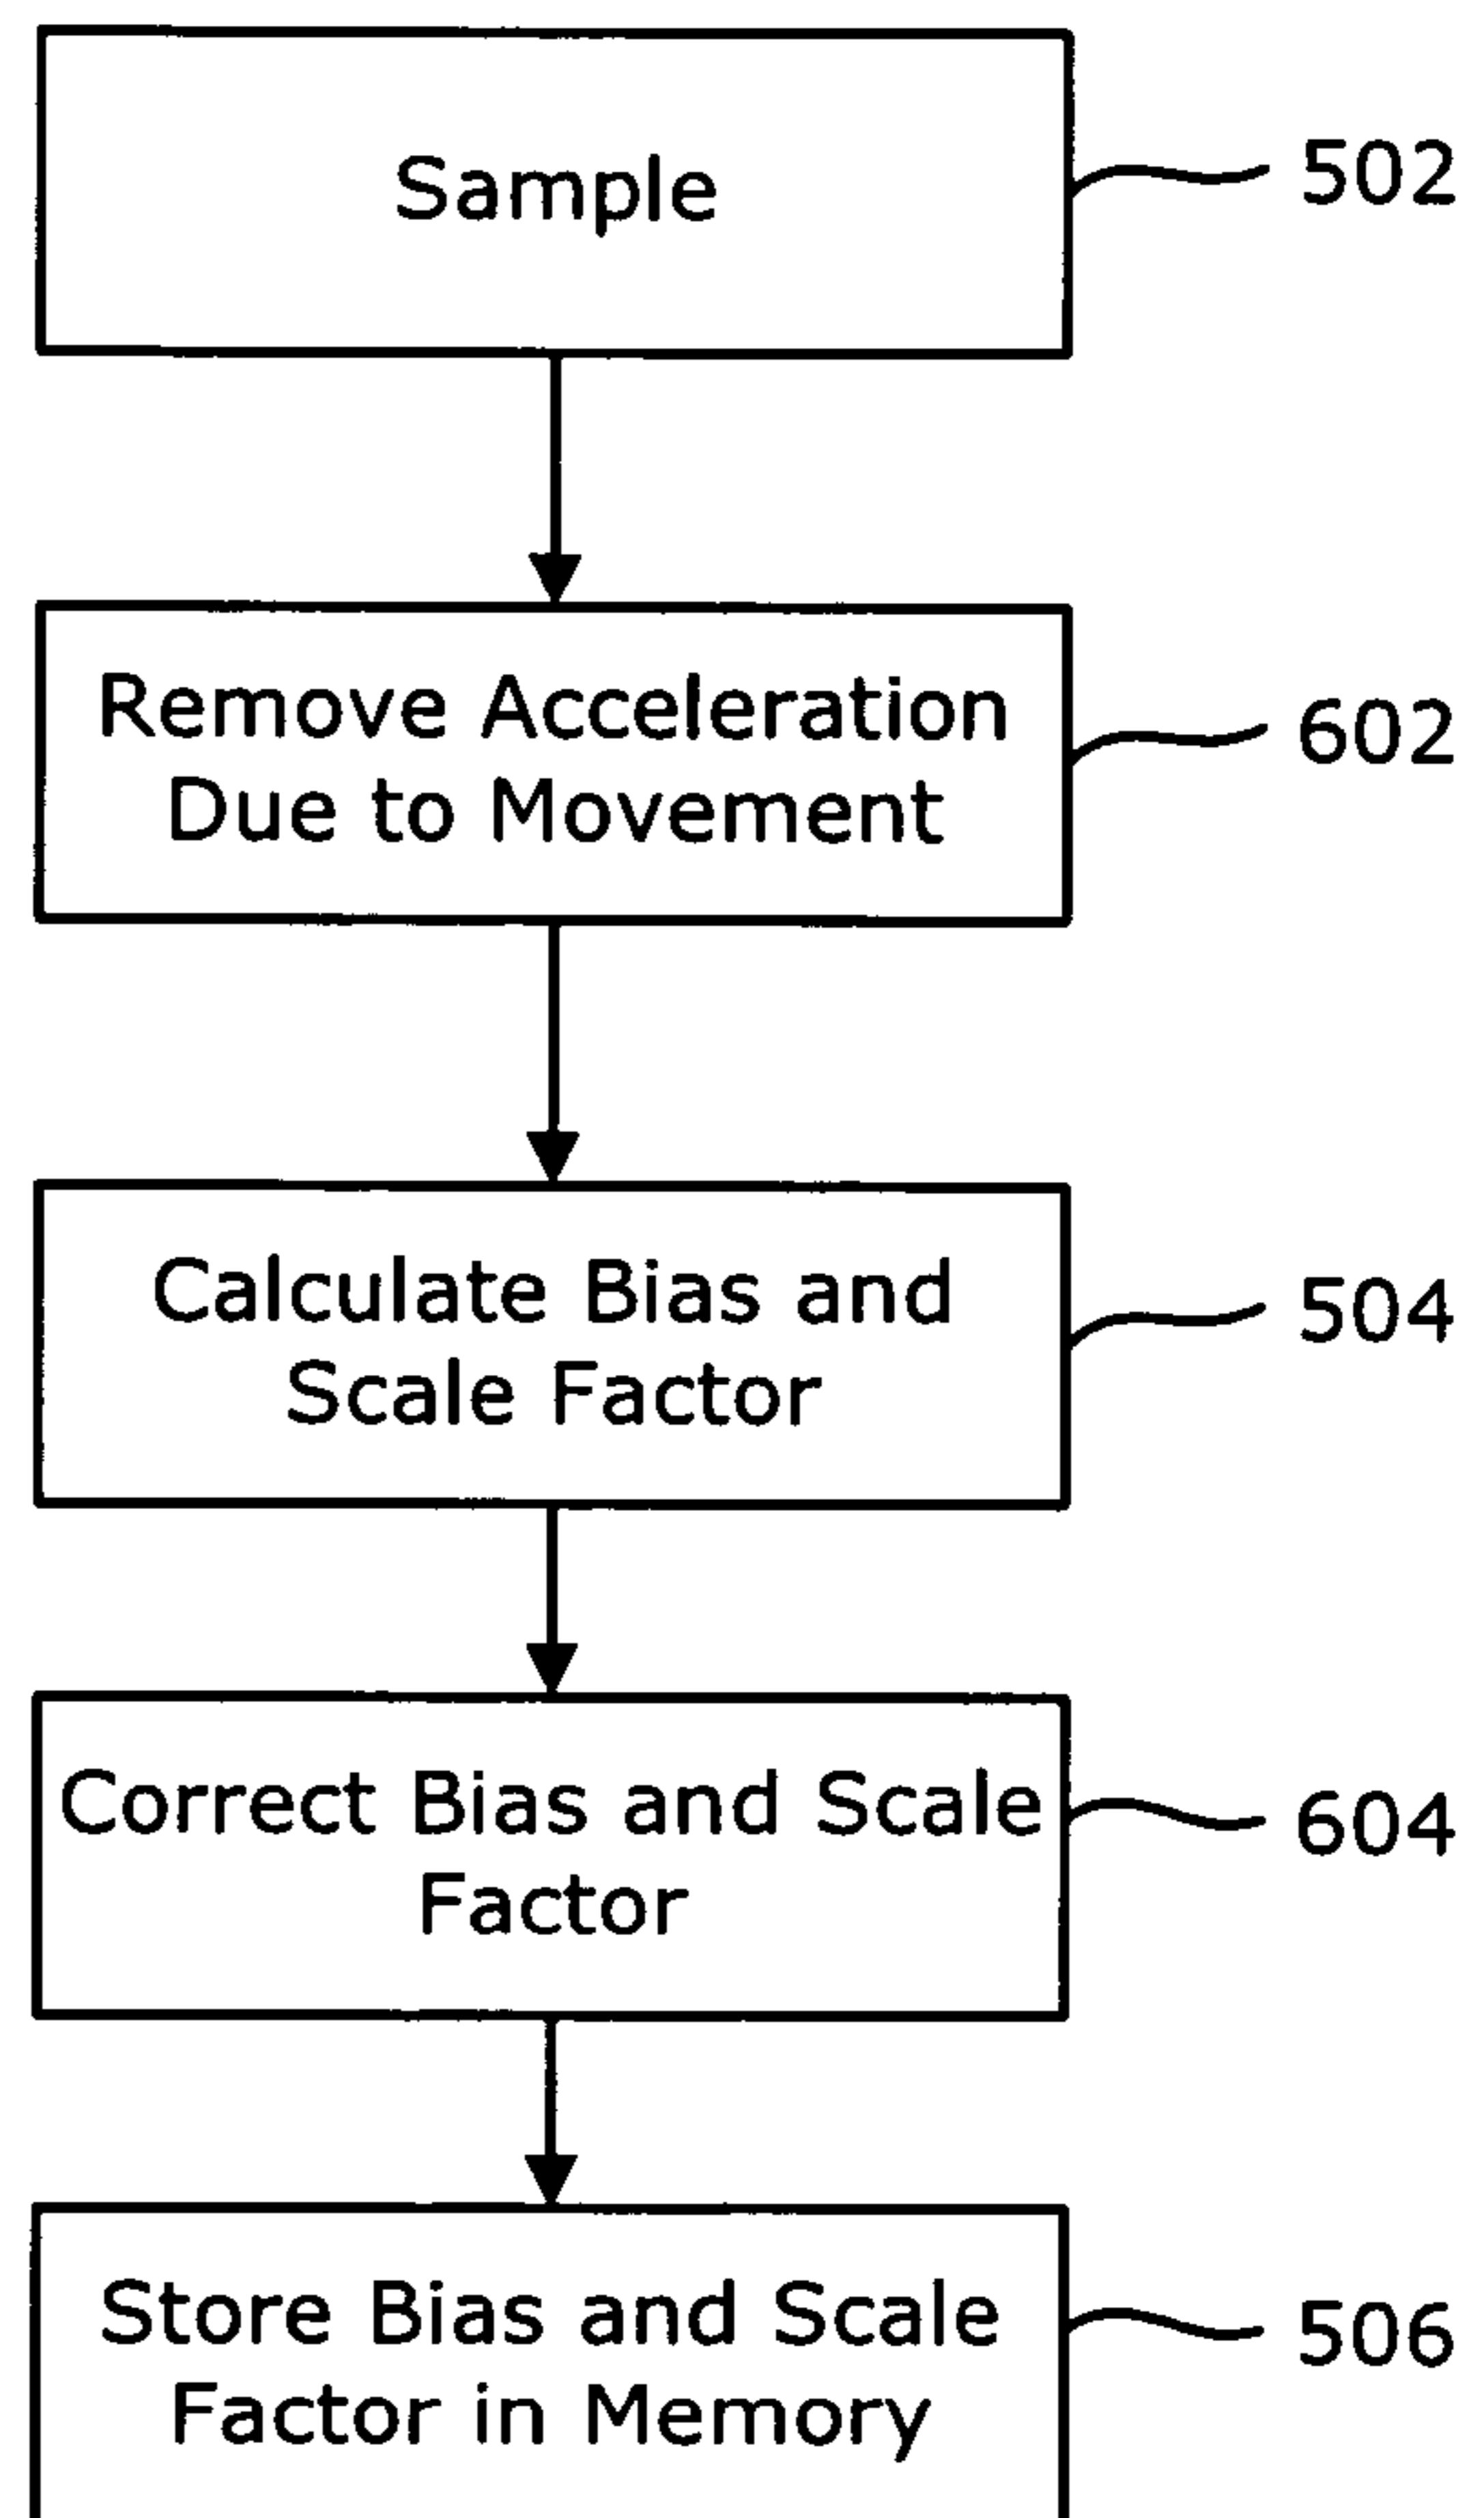 Sample
502
Remove Acceleration
Due to Movement
602
Calculate Bias and
Scale Factor
504
Correct Bias and Scale
Factor
604
Store Bias and Scale
Factor in Memory
506